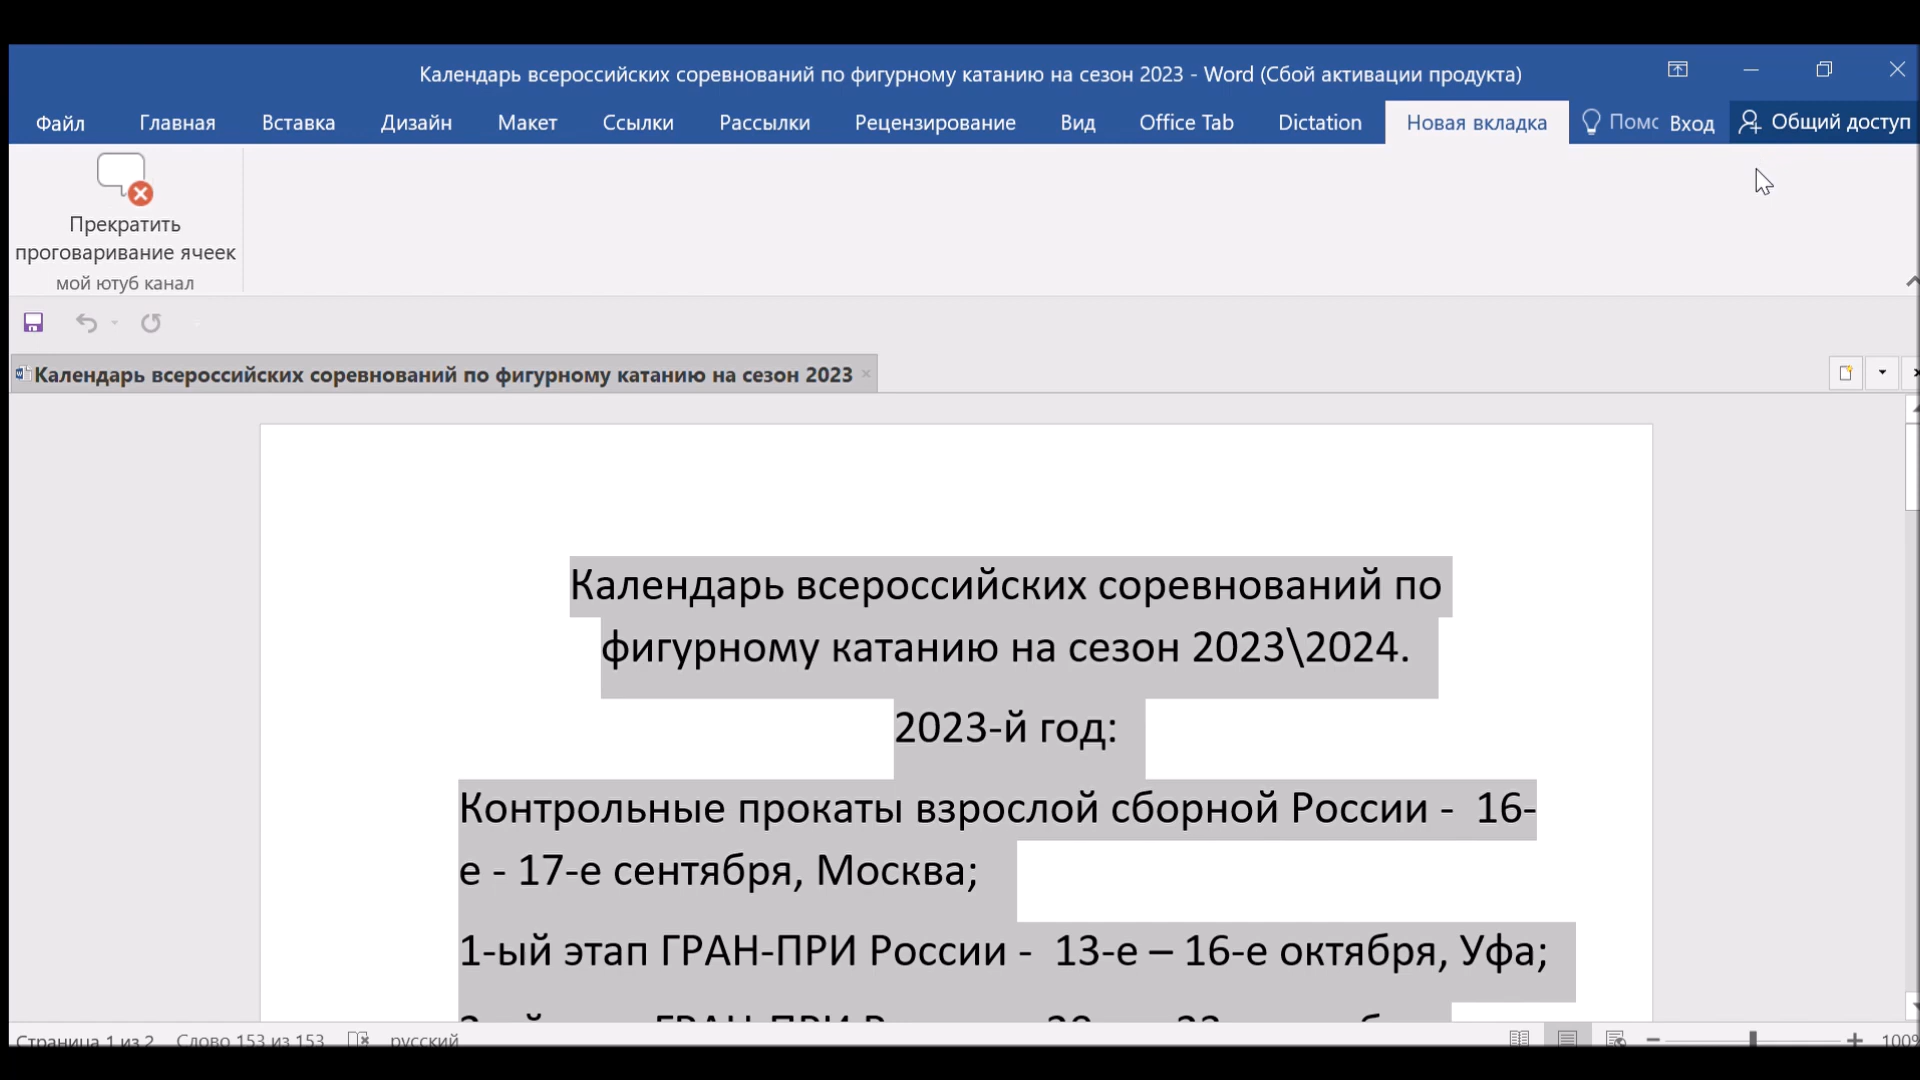 Календарь всероссийских соревнований по фигурному катанию на сезон 2023 - Word (Сбой активации продукта)
Файл Главная Вставка Дизайн Макет Ссылки Рассылки Рецензирование Вид Office Tab Dictation Новая вкладка Помс Вход Общий доступ
Прекратить
проговаривание ячеек
мой ютуб канал
Календарь всероссийских соревнований по фигурному катанию на сезон 2023
Календарь всероссийских соревнований по
фигурному катанию на сезон 2023\2024.
2023-й год:
Контрольные прокаты взрослой сборной России - 16-
е - 17-е сентября, Москва;
1-ый этап ГРАН-ПРИ России - 13-е – 16-е октября, Уфа;
ГРАН-ПРИ
Страница 1 из 2 Слово 153 из 153 русский 100%